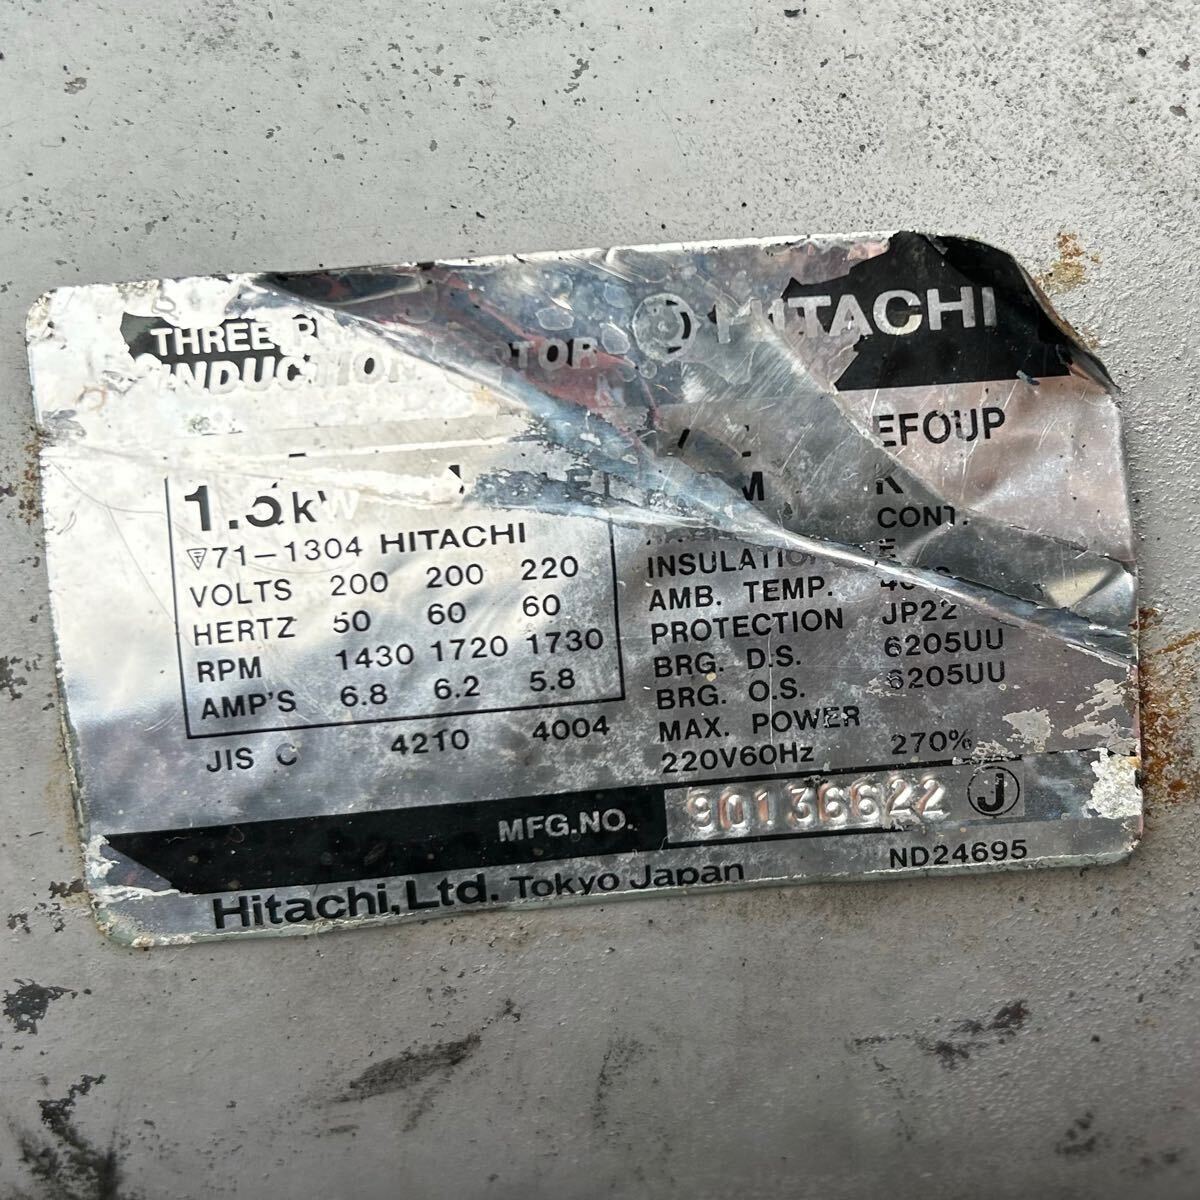 HITACHI
THREE
INDUCTION
EFOUP
1.5kW
71-1304 HITACHI
CONT.
VOLTS 200 200 220
INSULATION E
HERTZ 50 60 60
AMB. TEMP.
RPM 1430 1720 1730
PROTECTION JP22
AMP'S 6.8 6.2 5.8
BRG. D.S. 6205UU
BRG. O.S. 6205UU
JIS C 4210 4004
MAX. POWER
220V60Hz 270%
MFG.NO. 90136622 J
Hitachi,Ltd. Tokyo Japan
ND24695